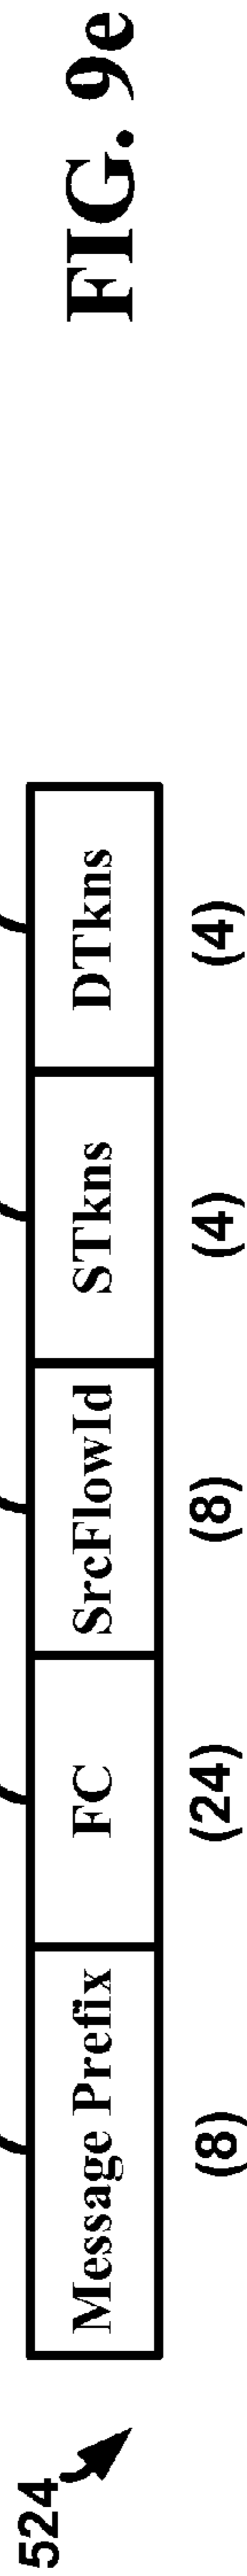 524
Message Prefix FC SrcFlowId STkns DTkns
(8) (24) (8) (4) (4)
FIG. 9e